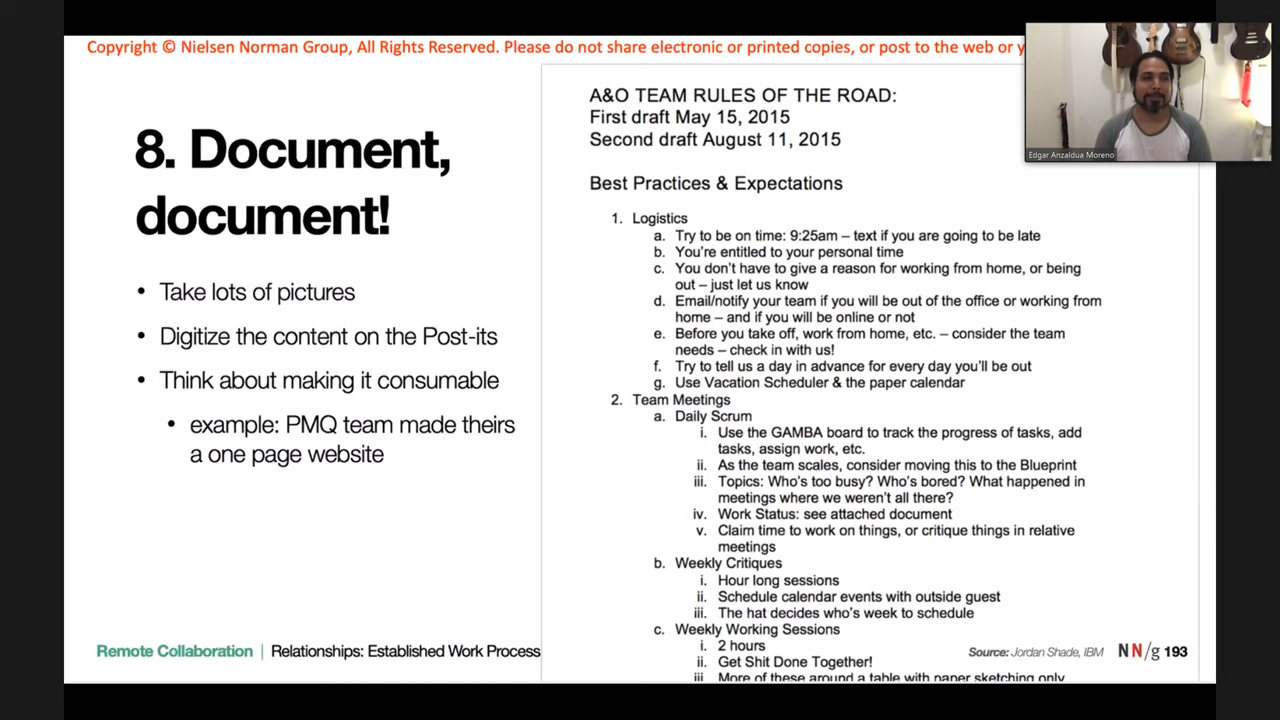 Copyright © Nielsen Norman Group, All Rights Reserved. Please do not share electronic or printed copies, or post to the web or
8. Document,
document!
• Take lots of pictures
• Digitize the content on the Post-its
• Think about making it consumable
• example: PMQ team made theirs
a one page website
A&O TEAM RULES OF THE ROAD:
First draft May 15, 2015
Second draft August 11, 2015
Best Practices & Expectations
1. Logistics
a. Try to be on time: 9:25am – text if you are going to be late
b. You're entitled to your personal time
c. You don't have to give a reason for working from home, or being
out – just let us know
d. Email/notify your team if you will be out of the office or working from
home – and if you will be online or not
e. Before you take off, work from home, etc. – consider the team
needs – check in with us!
f. Try to tell us a day in advance for every day you'll be out
g. Use Vacation Scheduler & the paper calendar
2. Team Meetings
a. Daily Scrum
i. Use the GAMBA board to track the progress of tasks, add
tasks, assign work, etc.
ii. As the team scales, consider moving this to the Blueprint
iii. Topics: Who's too busy? Who's bored? What happened in
meetings where we weren't all there?
iv. Work Status: see attached document
v. Claim time to work on things, or critique things in relative
meetings
b. Weekly Critiques
i. Hour long sessions
ii. Schedule calendar events with outside guest
iii. The hat decides who's week to schedule
c. Weekly Working Sessions
i. 2 hours
ii. Get Shit Done Together!
iii. More of these around a table with paper sketching only
Remote Collaboration | Relationships: Established Work Process
Source: Jordan Shade, IBM
NN/g 193
Edgar Anzaldua Moreno